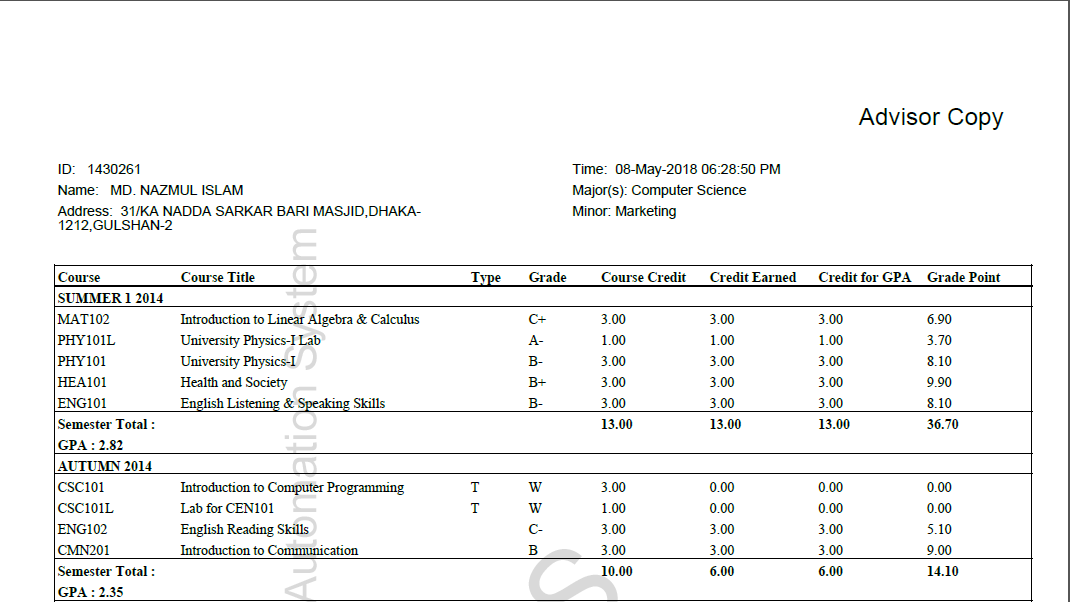 Advisor Copy
ID: 1430261 Time: 08-May-2018 06:28:50 PM
Name: MD. NAZMUL ISLAM Major(s): Computer Science
Address: 31/KA NADDA SARKAR BARI MASJID,DHAKA- Minor: Marketing
1212,GULSHAN-2
Course Course Title Type Grade Course Credit Credit Earned Credit for GPA Grade Point
SUMMER 1 2014
MAT102 Introduction to Linear Algebra & Calculus C+ 3.00 3.00 3.00 6.90
PHY101L University Physics-I Lab A- 1.00 1.00 1.00 3.70
PHY101 University Physics-I B- 3.00 3.00 3.00 8.10
HEA101 Health and Society B+ 3.00 3.00 3.00 9.90
ENG101 English Listening & Speaking Skills B- 3.00 3.00 3.00 8.10
Semester Total : 13.00 13.00 13.00 36.70
GPA : 2.82
AUTUMN 2014
CSC101 Introduction to Computer Programming T W 3.00 0.00 0.00 0.00
CSC101L Lab for CEN101 T W 1.00 0.00 0.00 0.00
ENG102 English Reading Skills C- 3.00 3.00 3.00 5.10
CMN201 Introduction to Communication B 3.00 3.00 3.00 9.00
Semester Total : 10.00 6.00 6.00 14.10
GPA : 2.35
Automation System
S